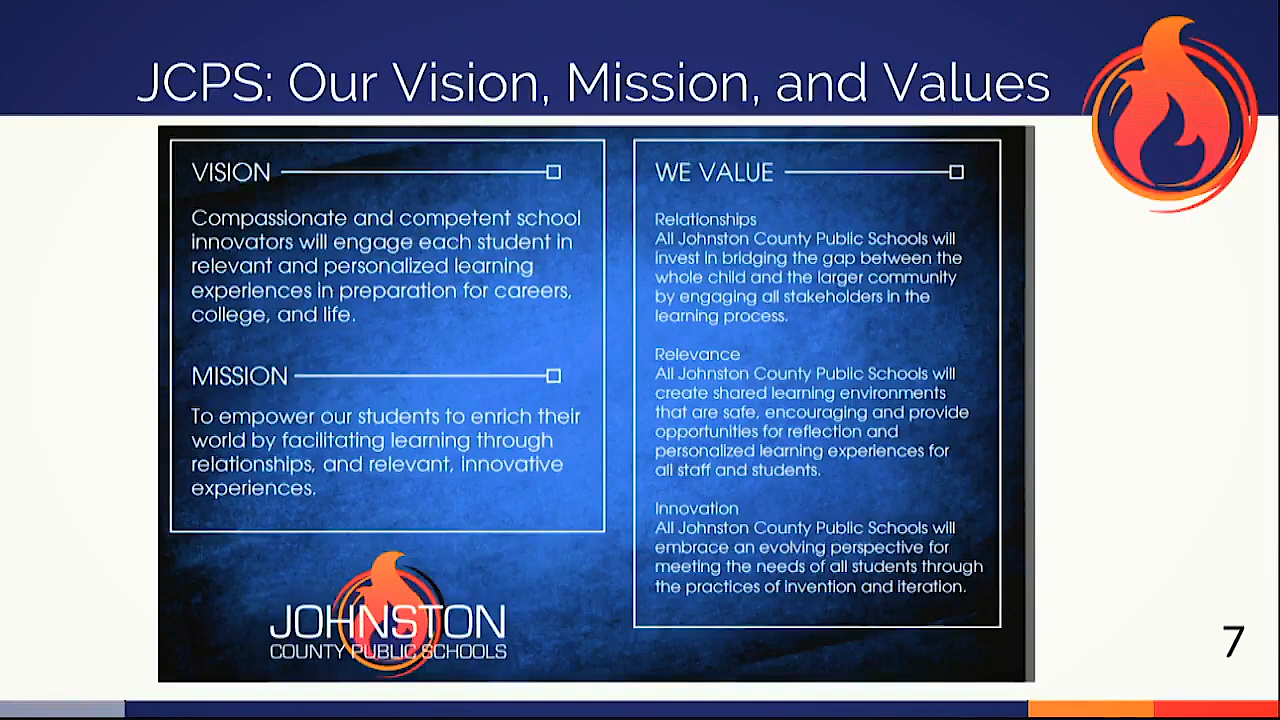 JCPS: Our Vision, Mission, and Values
VISION
Compassionate and competent school
innovators will engage each student in
relevant and personalized learning
experiences in preparation for careers,
college, and life.
MISSION
To empower our students to enrich their
world by facilitating learning through
relationships, and relevant, innovative
experiences.
JOHNSTON
COUNTY PUBLIC SCHOOLS
WE VALUE
Relationships
All Johnston County Public Schools will
invest in bridging the gap between the
whole child and the larger community
by engaging all stakeholders in the
learning process.
Relevance
All Johnston County Public Schools will
create shared learning environments
that are safe, encouraging and provide
opportunities for reflection and
personalized learning experiences for
all staff and students.
Innovation
All Johnston County Public Schools will
embrace an evolving perspective for
meeting the needs of all students through
the practices of invention and iteration.
7